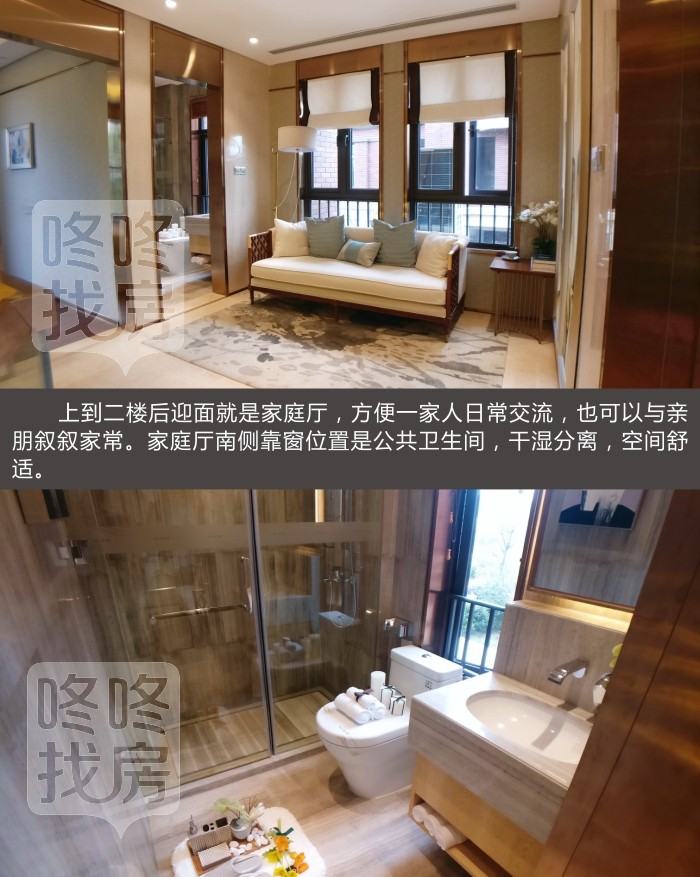 咚咚
找房
上到二楼后迎面就是家庭厅，方便一家人日常交流，也可以与亲
朋叙叙家常。家庭厅南侧靠窗位置是公共卫生间，干湿分离，空间舒
适。
咚咚
找房